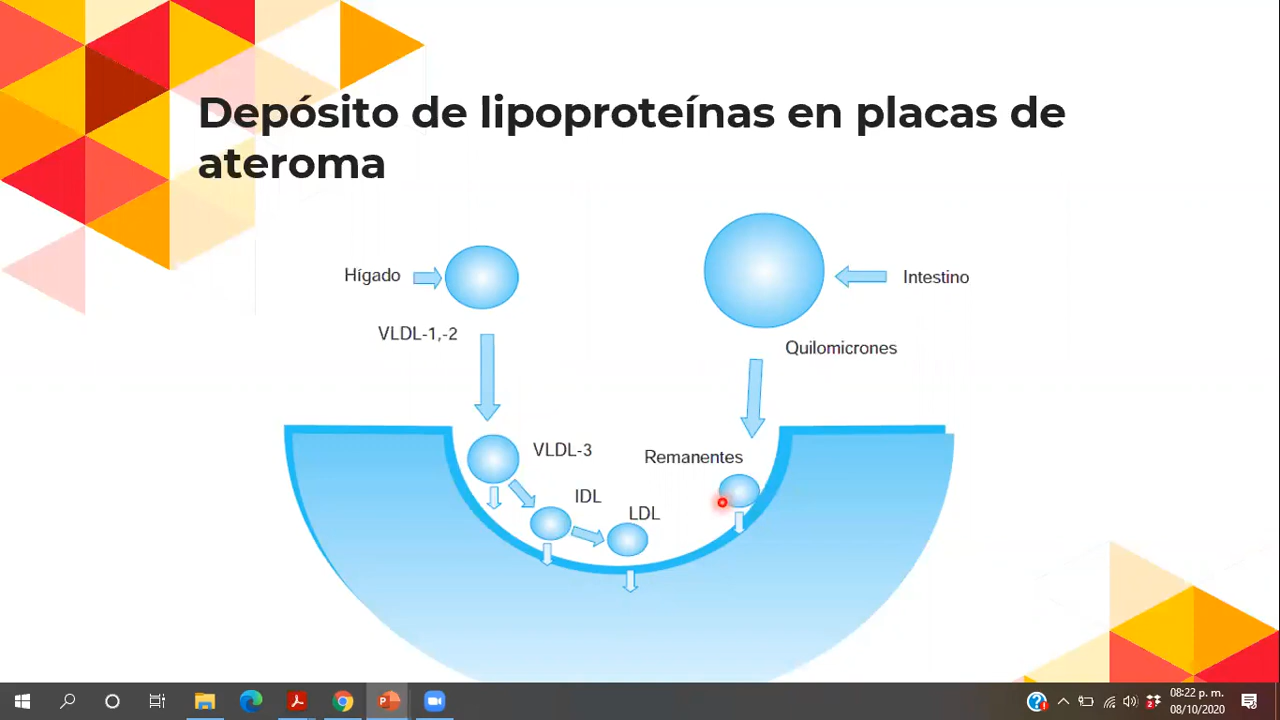 Depósito de lipoproteínas en placas de
ateroma
Hígado
Intestino
VLDL-1,-2
Quilomicrones
VLDL-3
Remanentes
IDL
LDL
08:22 p. m.
08/10/2020